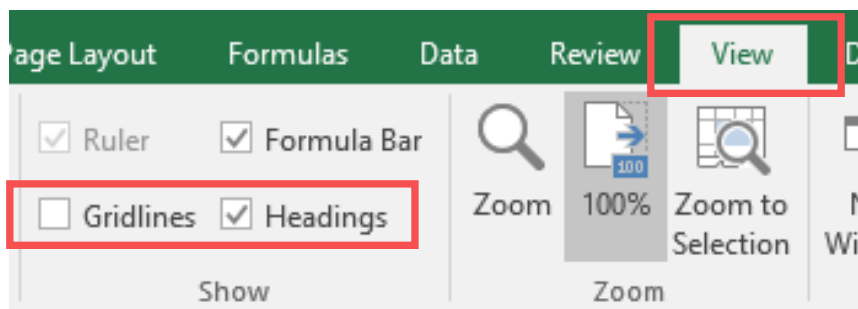 Page Layout Formulas Data Review View
Ruler Formula Bar
Gridlines Headings
Show
100
Zoom 100% Zoom to
Selection
Zoom